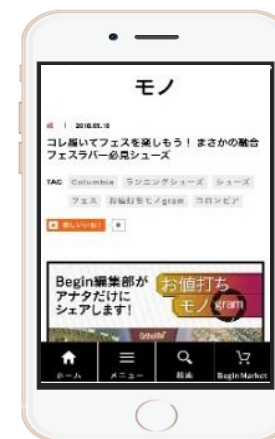 モノ
2018.05.16
コレ履いてフェスを楽しもう！ まさかの融合
フェスラバー必見シューズ
TAG Columbia ランニングシューズ シューズ
フェス お値打ちモノgram コロンビア
0
Begin編集部が
アナタだけに
シェアします！
お値打ち
モノgram
ホーム メニュー 検索 Begin Market